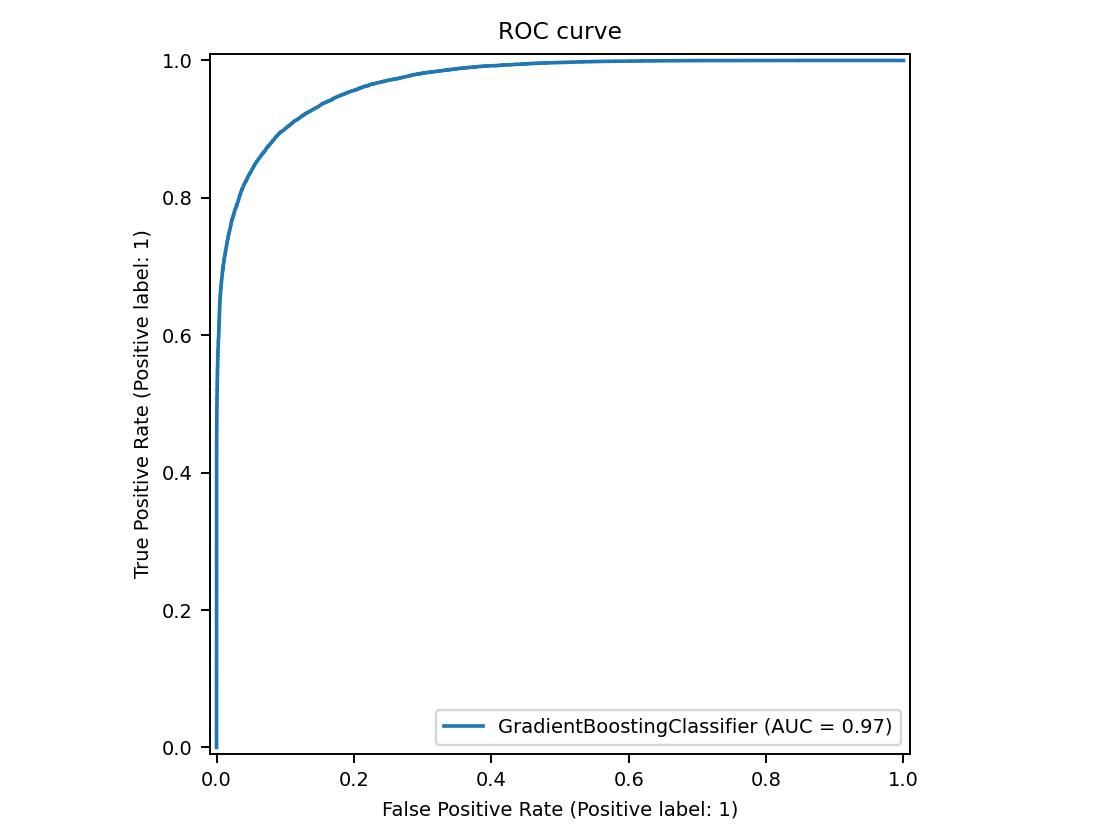 ROC curve
1.0
0.8
0.6
0.4
0.2
0.0
True Positive Rate (Positive label: 1)
GradientBoostingClassifier (AUC = 0.97)
0.0 0.2 0.4 0.6 0.8 1.0
False Positive Rate (Positive label: 1)